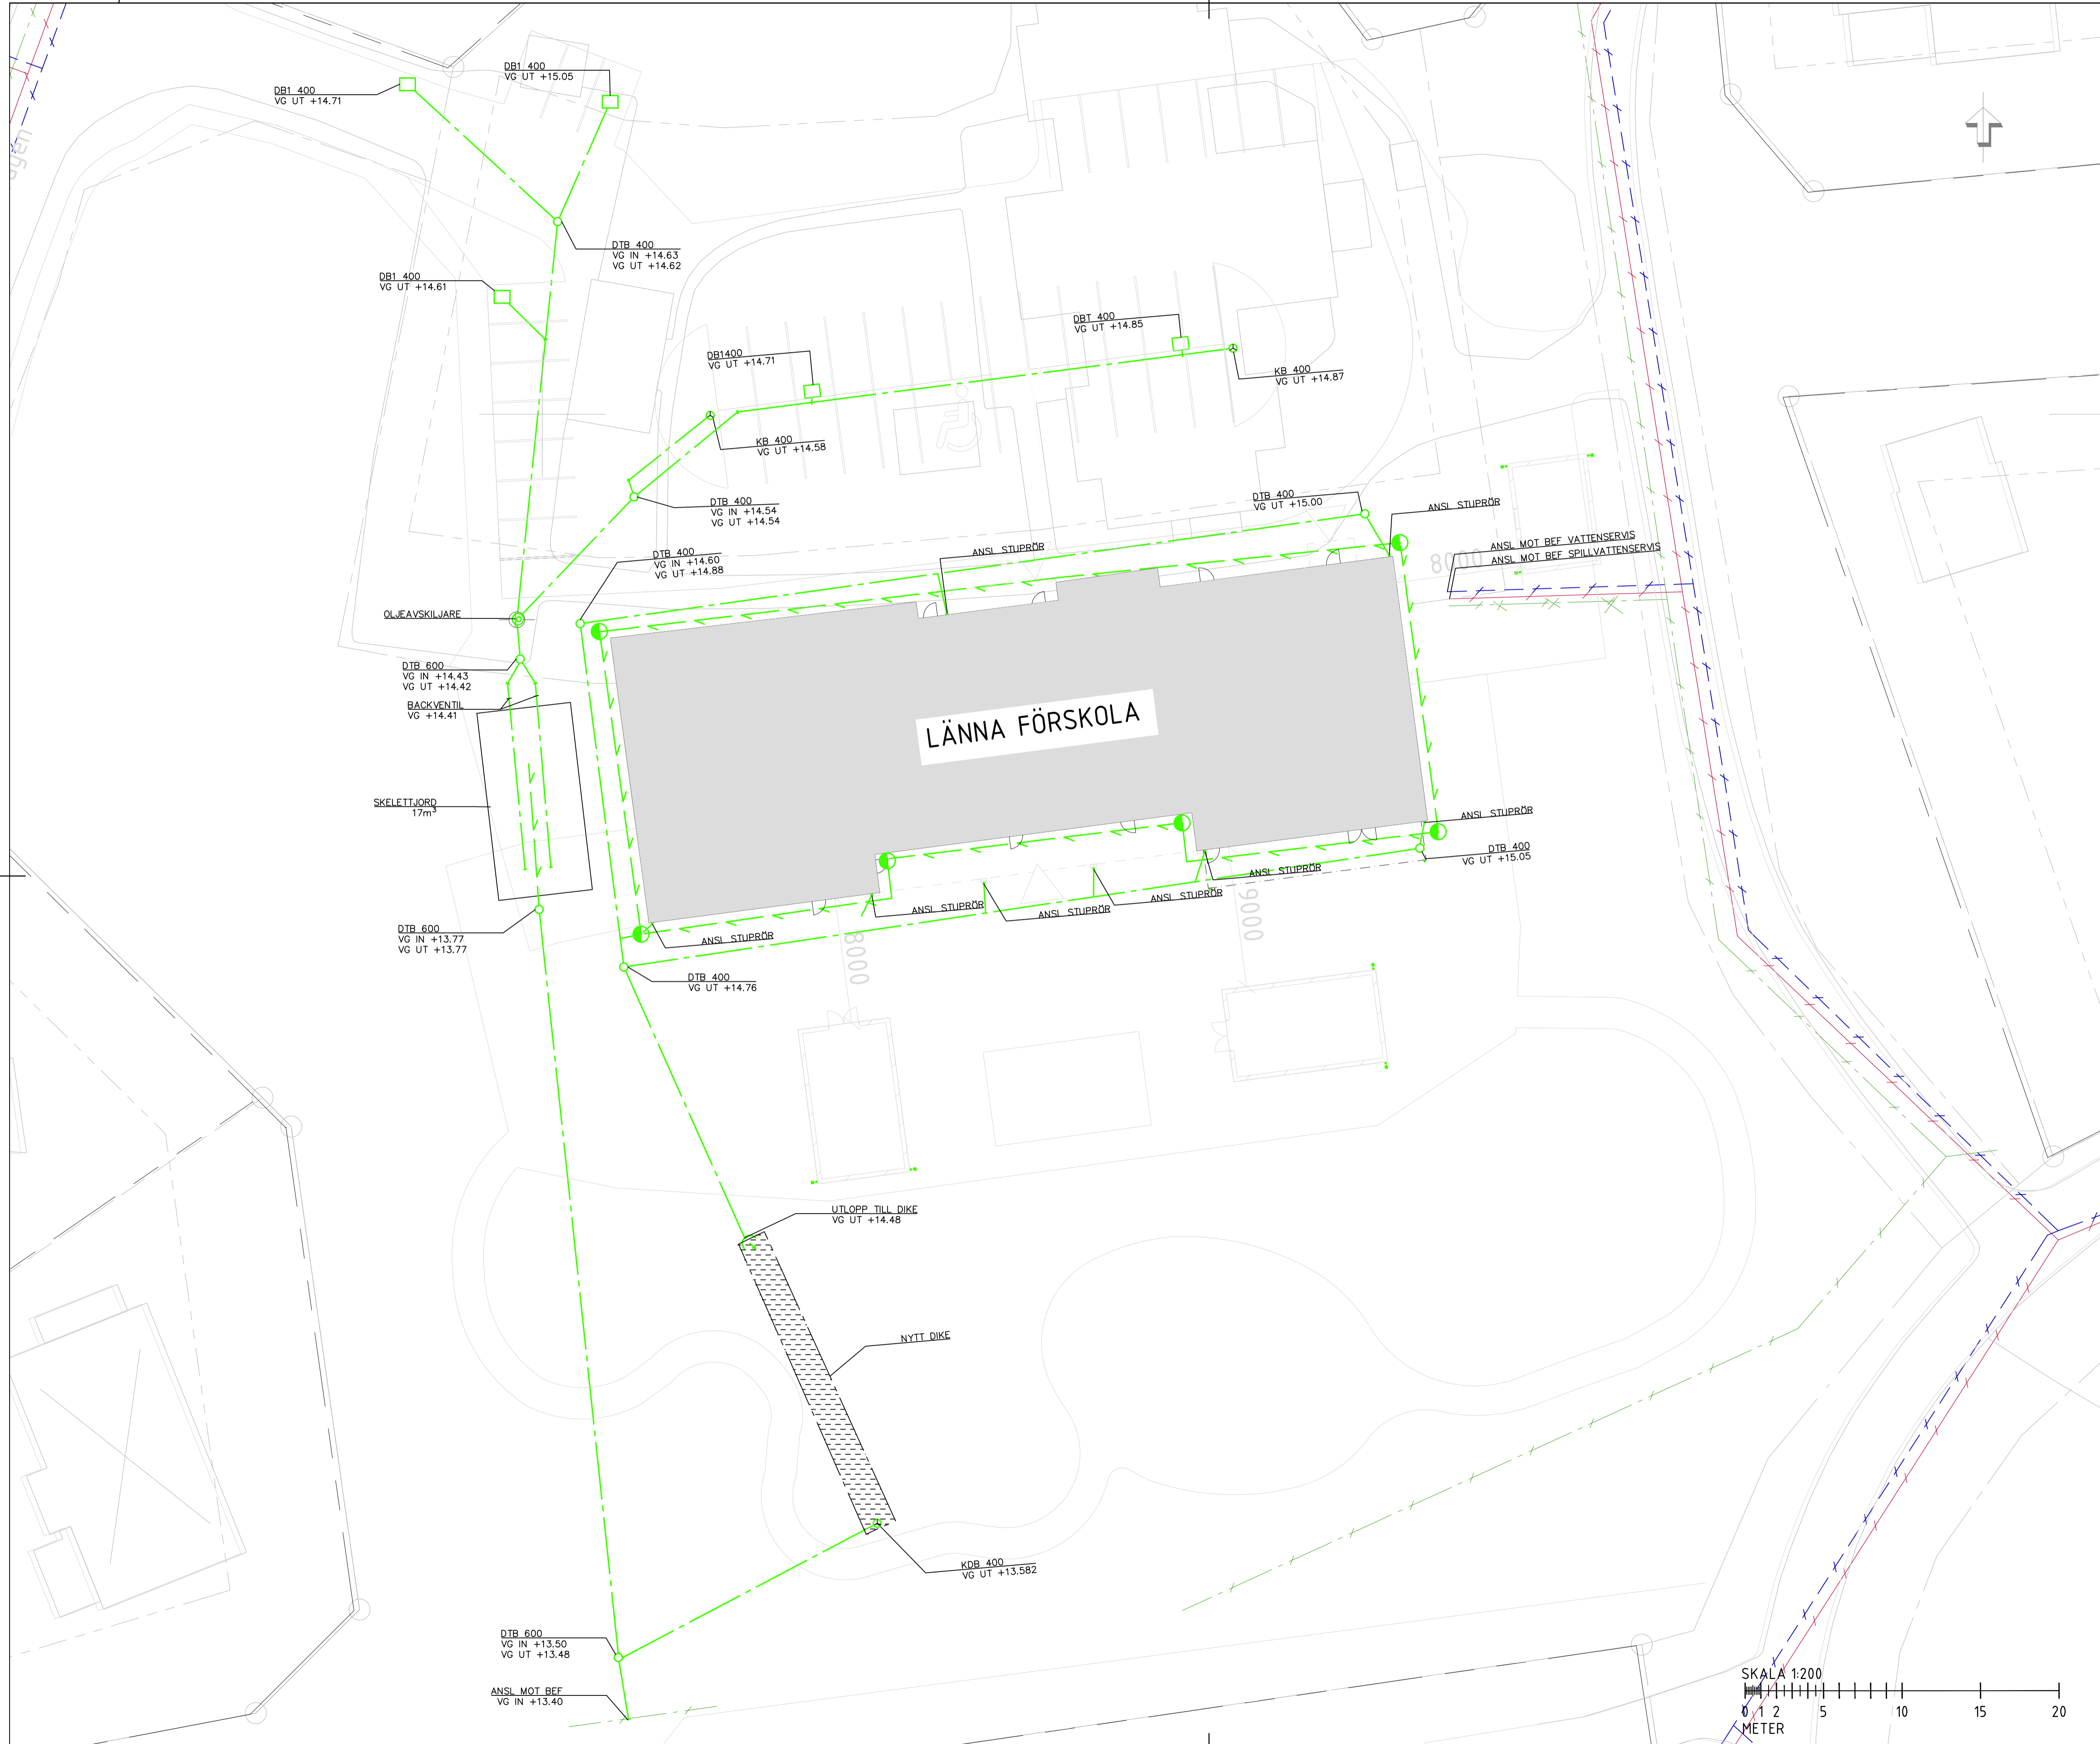 DB1 400
VG UT +15.05
DB1 400
VG UT +14.71
DTB 400
VG IN +14.63
VG UT +14.62
DB1 400
VG UT +14.61
DBT 400
VG UT +14.85
DB1400
VG UT +14.71
KB 400
VG UT +14.87
KB 400
VG UT +14.58
DTB 400
VG IN +14.54
VG UT +14.54
DTB 400
VG UT +15.00
ANSL STUPRÖR
ANSL MOT BEF VATTENSERVIS
ANSL MOT BEF SPILLVATTENSERVIS
8000
ANSL STUPRÖR
DTB 400
VG IN +14.60
VG UT +14.88
OLJEAVSKILJARE
DTB 600
VG IN +14.43
VG UT +14.42
BACKVENTIL
VG +14.41
LÄNNA FÖRSKOLA
SKELETTJORD
17m³
ANSL STUPRÖR
DTB 400
VG UT +15.05
ANSL STUPRÖR
ANSL STUPRÖR
ANSL STUPRÖR
ANSL STUPRÖR
9000
DTB 600
VG IN +13.77
VG UT +13.77
ANSL STUPRÖR
8000
DTB 400
VG UT +14.76
UTLOPP TILL DIKE
VG UT +14.48
NYTT DIKE
KDB 400
VG UT +13.582
DTB 600
VG IN +13.50
VG UT +13.48
ANSL MOT BEF
VG IN +13.40
SKALA 1:200
0 1 2 5 10 15 20
METER